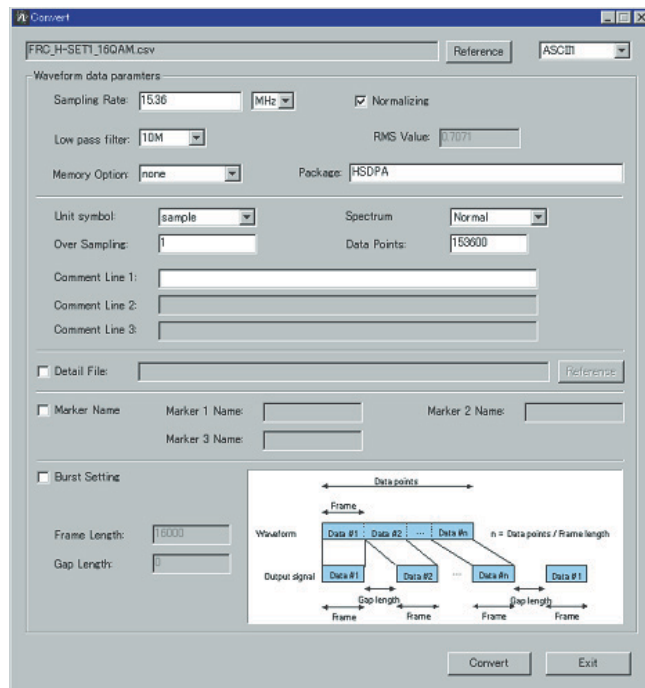 Convert
FRC_H-SET1_16QAM.csv Reference ASCII1
Waveform data paramters
Sampling Rate: 15.36 MHz Normalizing
Low pass filter: 10M RMS Value: 0.7071
Memory Option: none Package: HSDPA
Unit symbol: sample Spectrum Normal
Over Sampling: 1 Data Points: 153600
Comment Line 1:
Comment Line 2:
Comment Line 3:
Detail File: Reference
Marker Name Marker 1 Name: Marker 2 Name:
Marker 3 Name:
Burst Setting
Frame Length: 16000
Gap Length: 0
Data points
Frame
Waveform Data #1 Data #2 ... Data #n n = Data points / Frame length
Output signal Data #1 Data #2 ... Data #n Data #1
Gap length Gap length
Frame Frame Frame Frame
Convert Exit